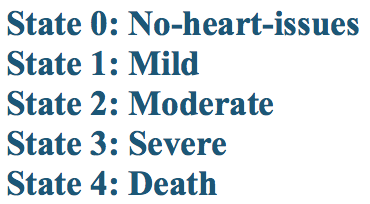 State 0: No-heart-issues
State 1: Mild
State 2: Moderate
State 3: Severe
State 4: Death